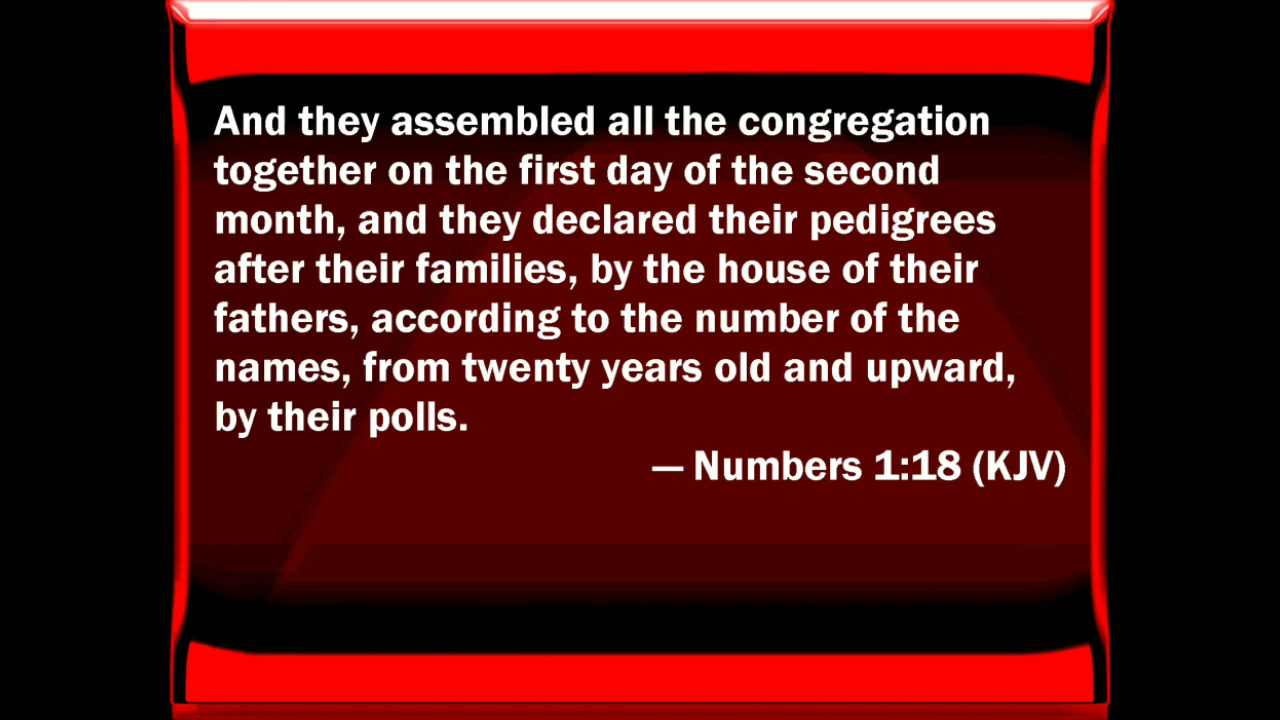 And they assembled all the congregation
together on the first day of the second
month, and they declared their pedigrees
after their families, by the house of their
fathers, according to the number of the
names, from twenty years old and upward,
by their polls.
— Numbers 1:18 (KJV)